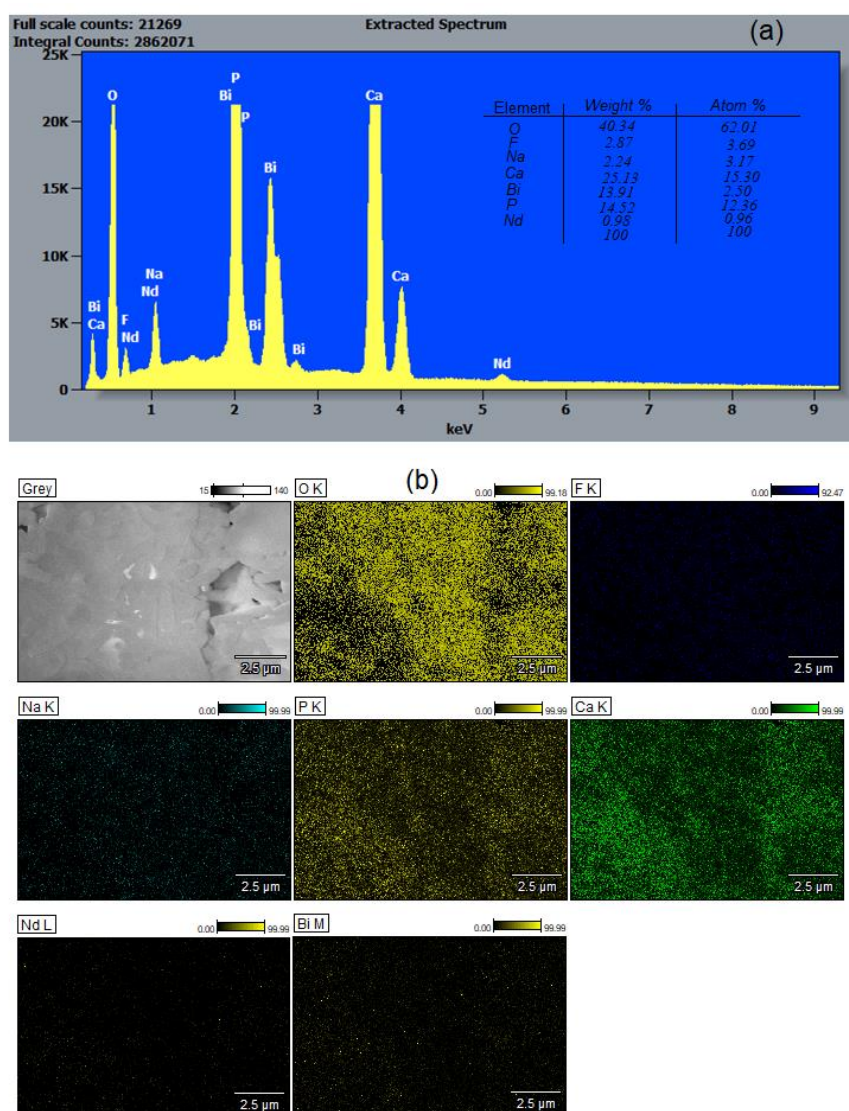 Full scale counts: 21269 Extracted Spectrum (a)
Integral Counts: 2862071
25K
20K
15K
10K
5K
0
O
P
Bi
P
Ca
Bi
Na
Nd
Bi
Ca
F
Nd
Bi
Bi
Ca
Nd
Element Weight % Atom %
O 40.34 62.01
F 2.87 3.69
Na 2.24 3.17
Ca 25.13 15.30
Bi 13.91 2.50
P 14.52 12.36
Nd 0.98 0.96
100 100
1 2 3 4 5 6 7 8 9
keV
(b)
Grey 15 140
2.5 µm
O K 0.00 99.18
2.5 µm
F K 0.00 92.47
2.5 µm
Na K 0.00 99.99
2.5 µm
P K 0.00 99.99
2.5 µm
Ca K 0.00 99.99
2.5 µm
Nd L 0.00 99.99
2.5 µm
Bi M 0.00 99.99
2.5 µm